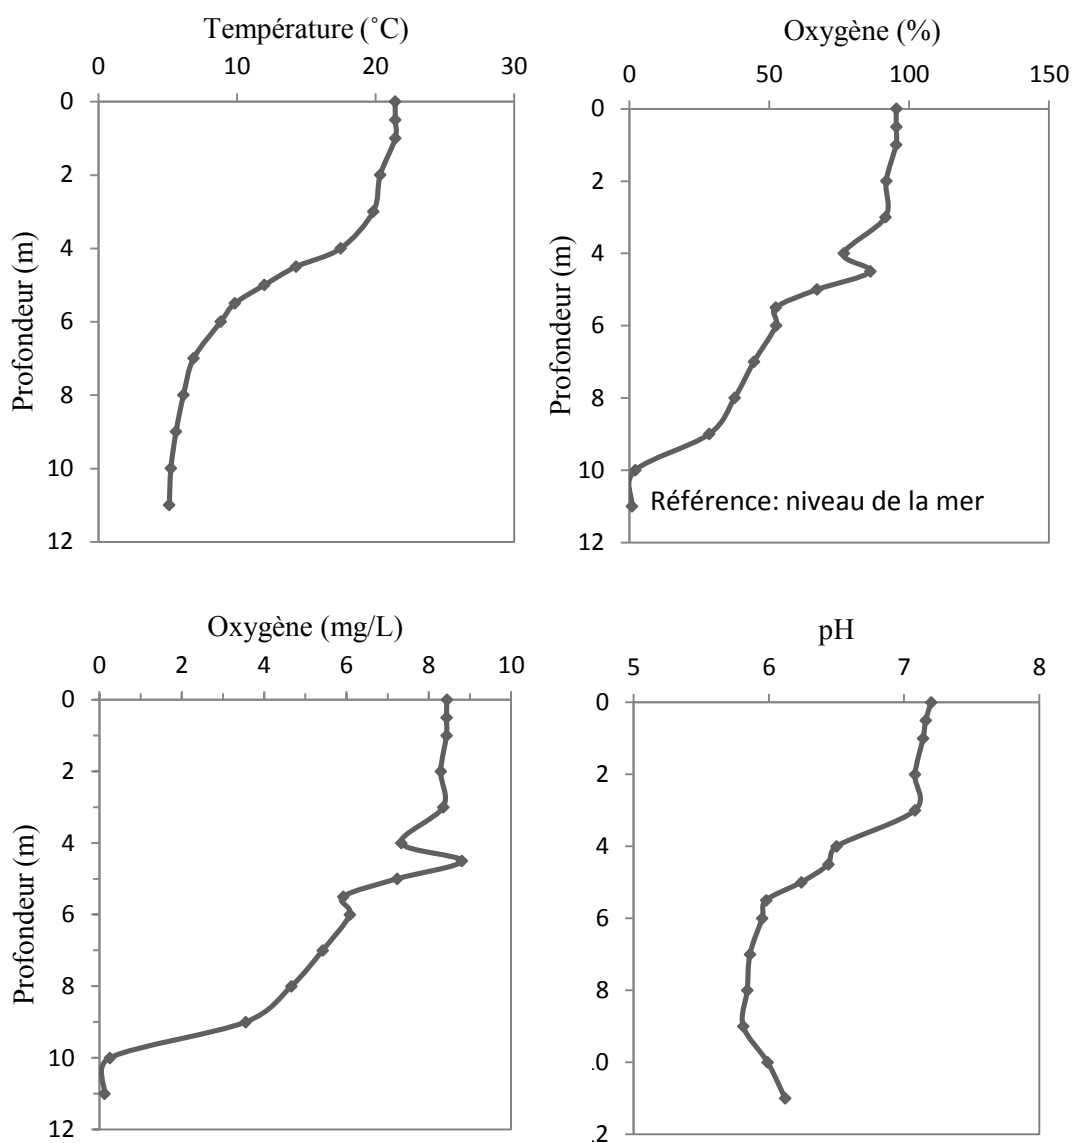 Température (˚C)
0 10 20 30
0
2
4
6
8
10
12
Profondeur (m)
Oxygène (%)
0 50 100 150
0
2
4
6
8
10
12
Profondeur (m)
Référence: niveau de la mer
Oxygène (mg/L)
0 2 4 6 8 10
0
2
4
6
8
10
12
Profondeur (m)
pH
5 6 7 8
0
2
4
6
8
.0
.2